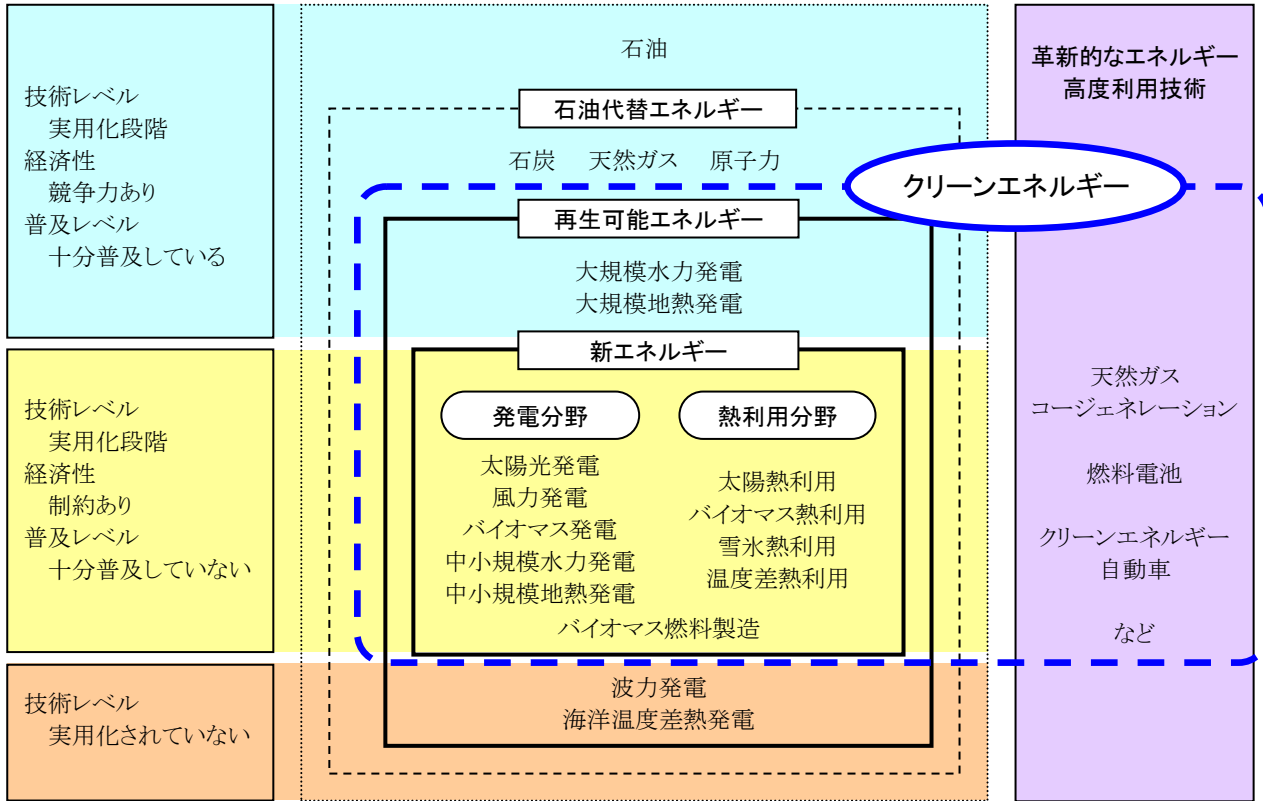 技術レベル
実用化段階
経済性
競争力あり
普及レベル
十分普及している
技術レベル
実用化段階
経済性
制約あり
普及レベル
十分普及していない
技術レベル
実用化されていない
石油
石油代替エネルギー
石炭 天然ガス 原子力
クリーンエネルギー
再生可能エネルギー
大規模水力発電
大規模地熱発電
新エネルギー
発電分野
太陽光発電
風力発電
バイオマス発電
中小規模水力発電
中小規模地熱発電
熱利用分野
太陽熱利用
バイオマス熱利用
雪氷熱利用
温度差熱利用
バイオマス燃料製造
波力発電
海洋温度差熱発電
革新的なエネルギー
高度利用技術
天然ガス
コージェネレーション
燃料電池
クリーンエネルギー
自動車
など